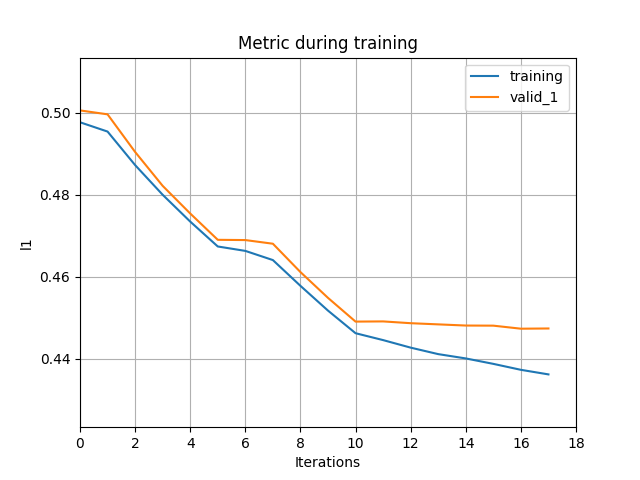 Metric during training
training
valid_1
0.50
0.48
0.46
0.44
l1
0 2 4 6 8 10 12 14 16 18
Iterations